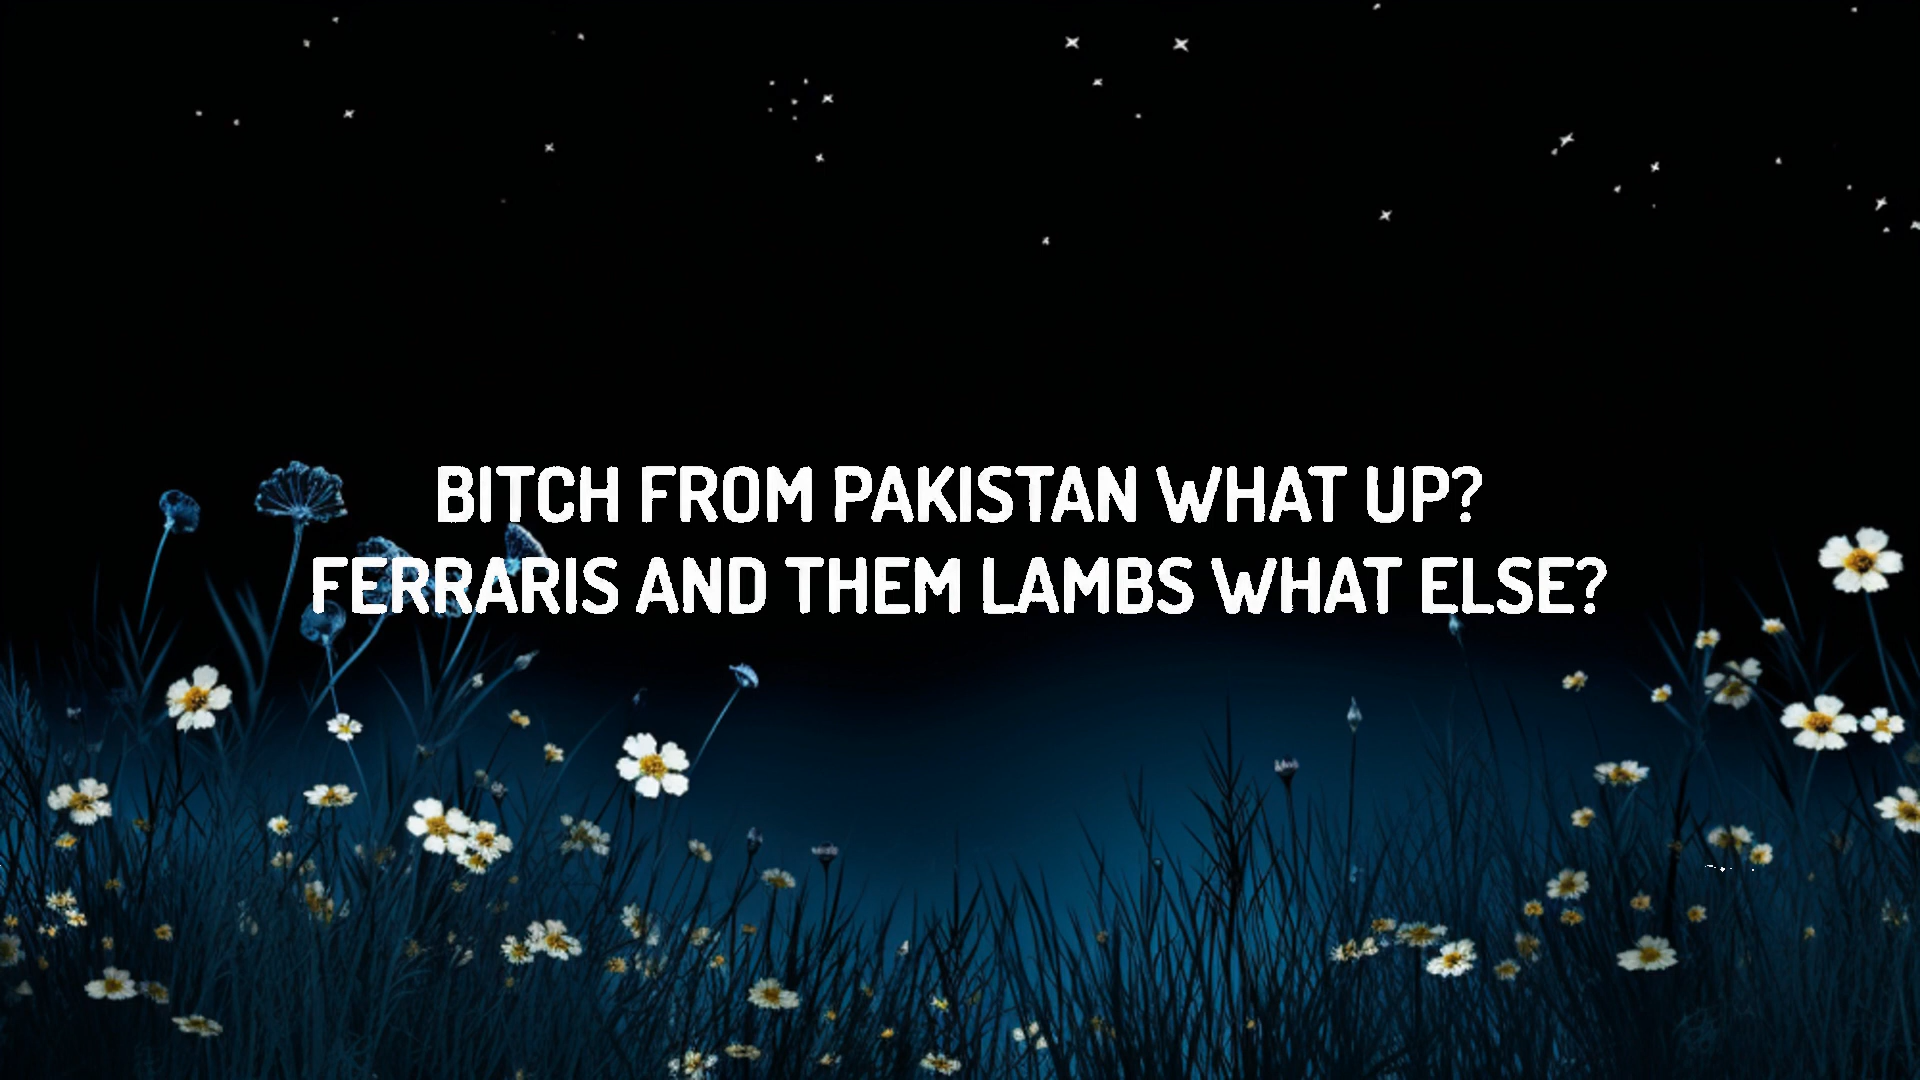 BITCH FROM PAKISTAN WHAT UP?
FERRARIS AND THEM LAMBS WHAT ELSE?